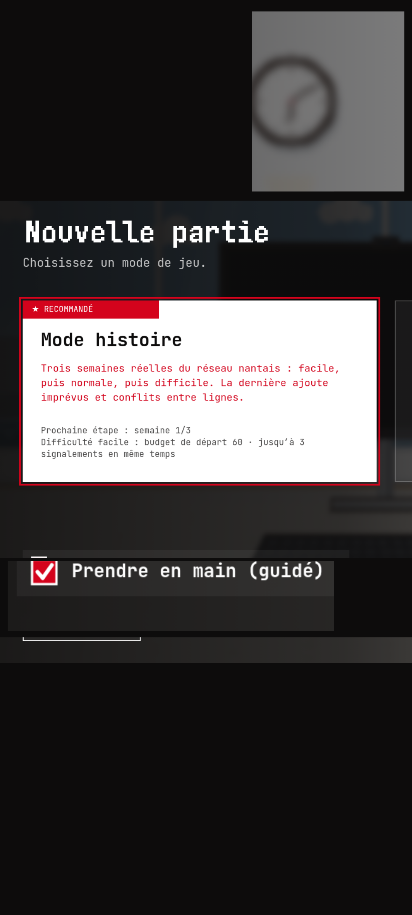 Nouvelle partie
Choisissez un mode de jeu.
★ RECOMMANDÉ
Mode histoire
Trois semaines réelles du réseau nantais : facile,
puis normale, puis difficile. La dernière ajoute
imprévus et conflits entre lignes.
Prochaine étape : semaine 1/3
Difficulté facile : budget de départ 60 · jusqu’à 3
signalements en même temps
Prendre en main (guidé)